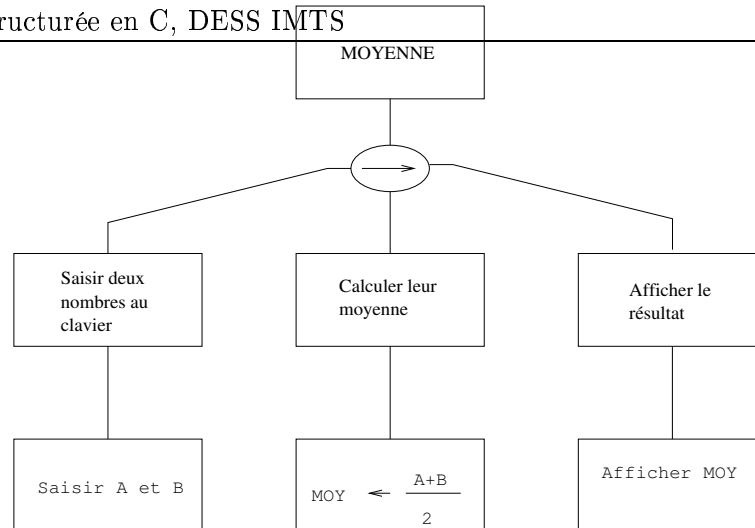 ructurée en C, DESS IMTS
MOYENNE
Saisir deux
nombres au
clavier
Calculer leur
moyenne
Afficher le
résultat
Saisir A et B
MOY ← A+B
2
Afficher MOY